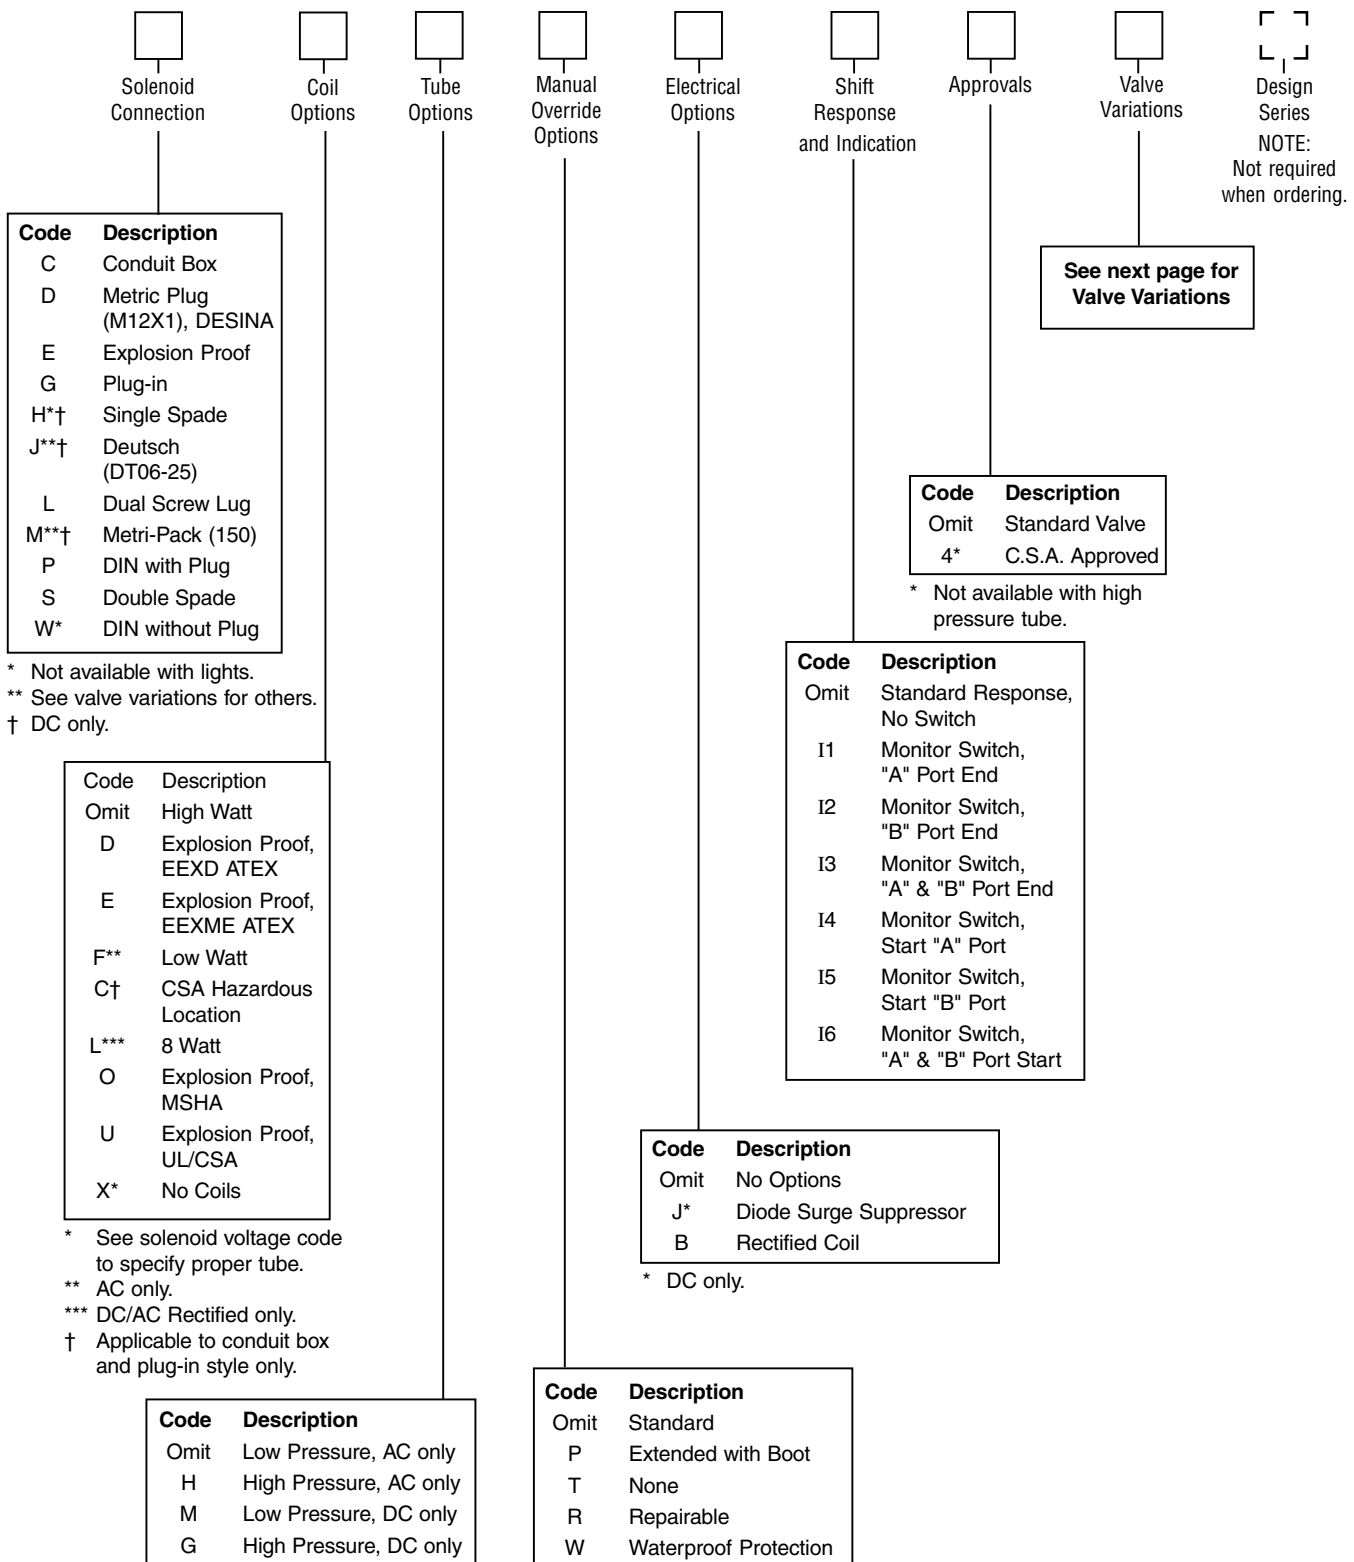 Solenoid
Connection
Coil
Options
Tube
Options
Manual
Override
Options
Electrical
Options
Shift
Response
and Indication
Approvals
Valve
Variations
Design
Series
NOTE:
Not required
when ordering.
Code Description
C Conduit Box
D Metric Plug
(M12X1), DESINA
E Explosion Proof
G Plug-in
H*† Single Spade
J**† Deutsch
(DT06-25)
L Dual Screw Lug
M**† Metri-Pack (150)
P DIN with Plug
S Double Spade
W* DIN without Plug
* Not available with lights.
** See valve variations for others.
† DC only.
See next page for
Valve Variations
Code Description
Omit Standard Valve
4* C.S.A. Approved
* Not available with high
pressure tube.
Code Description
Omit Standard Response,
No Switch
I1 Monitor Switch,
"A" Port End
I2 Monitor Switch,
"B" Port End
I3 Monitor Switch,
"A" & "B" Port End
I4 Monitor Switch,
Start "A" Port
I5 Monitor Switch,
Start "B" Port
I6 Monitor Switch,
"A" & "B" Port Start
Code Description
Omit High Watt
D Explosion Proof,
EEXD ATEX
E Explosion Proof,
EEXME ATEX
F** Low Watt
C† CSA Hazardous
Location
L*** 8 Watt
O Explosion Proof,
MSHA
U Explosion Proof,
UL/CSA
X* No Coils
* See solenoid voltage code
to specify proper tube.
** AC only.
*** DC/AC Rectified only.
† Applicable to conduit box
and plug-in style only.
Code Description
Omit No Options
J* Diode Surge Suppressor
B Rectified Coil
* DC only.
Code Description
Omit Low Pressure, AC only
H High Pressure, AC only
M Low Pressure, DC only
G High Pressure, DC only
Code Description
Omit Standard
P Extended with Boot
T None
R Repairable
W Waterproof Protection